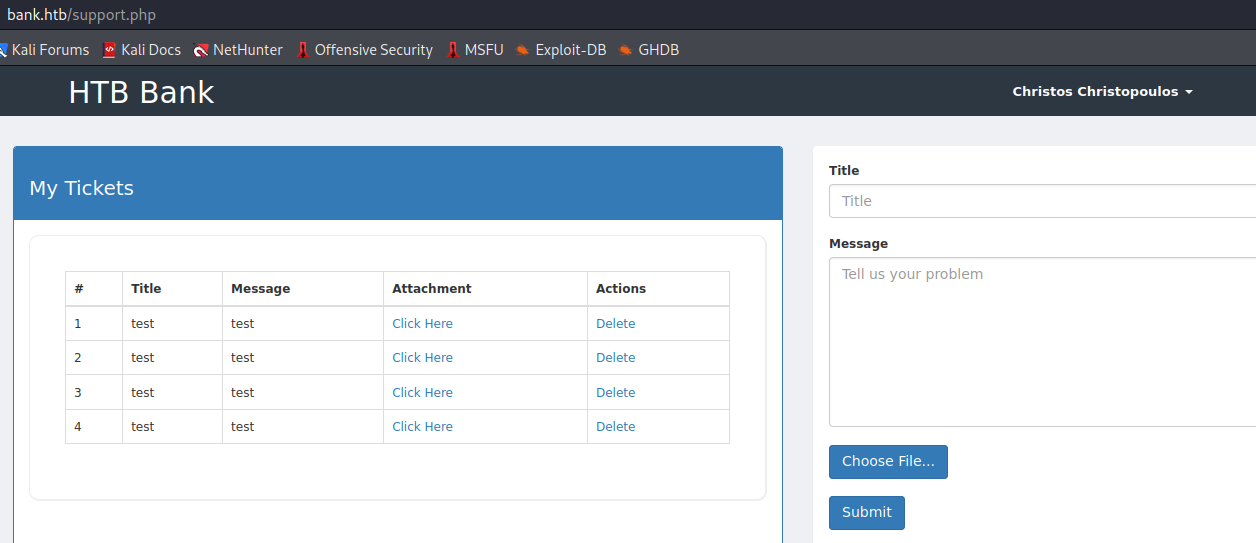 bank.htb/support.php
Kali Forums Kali Docs NetHunter Offensive Security MSFU Exploit-DB GHDB
HTB Bank Christos Christopoulos
My Tickets
# Title Message Attachment Actions
1 test test Click Here Delete
2 test test Click Here Delete
3 test test Click Here Delete
4 test test Click Here Delete
Title
Title
Message
Tell us your problem
Choose File...
Submit